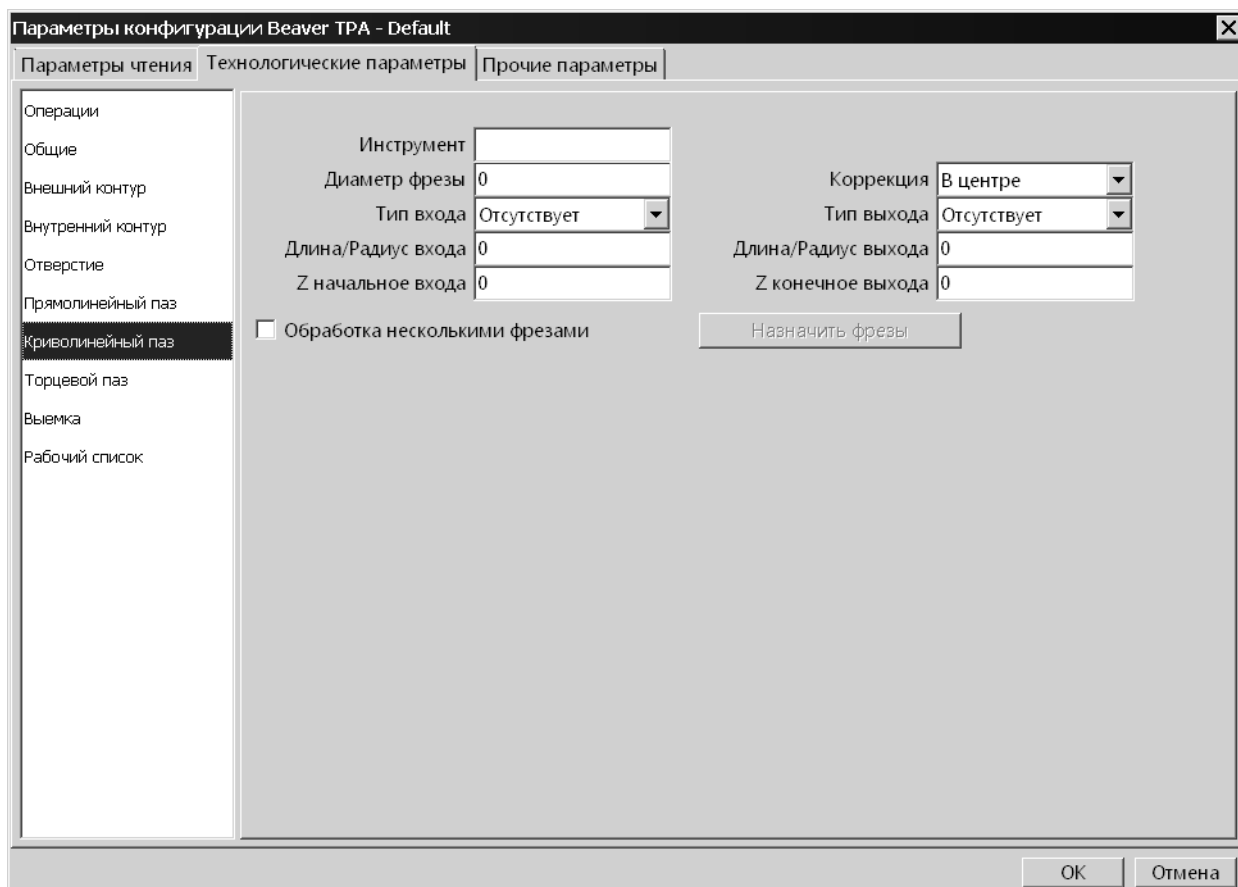 Параметры конфигурации Beaver TPA - Default
Параметры чтения Технологические параметры Прочие параметры
Операции
Общие
Внешний контур
Внутренний контур
Отверстие
Прямолинейный паз
Криволинейный паз
Торцевой паз
Выемка
Рабочий список
Инструмент
Диаметр фрезы 0 Коррекция В центре
Тип входа Отсутствует Тип выхода Отсутствует
Длина/Радиус входа 0 Длина/Радиус выхода 0
Z начальное входа 0 Z конечное выхода 0
Обработка несколькими фрезами Назначить фрезы
OK Отмена